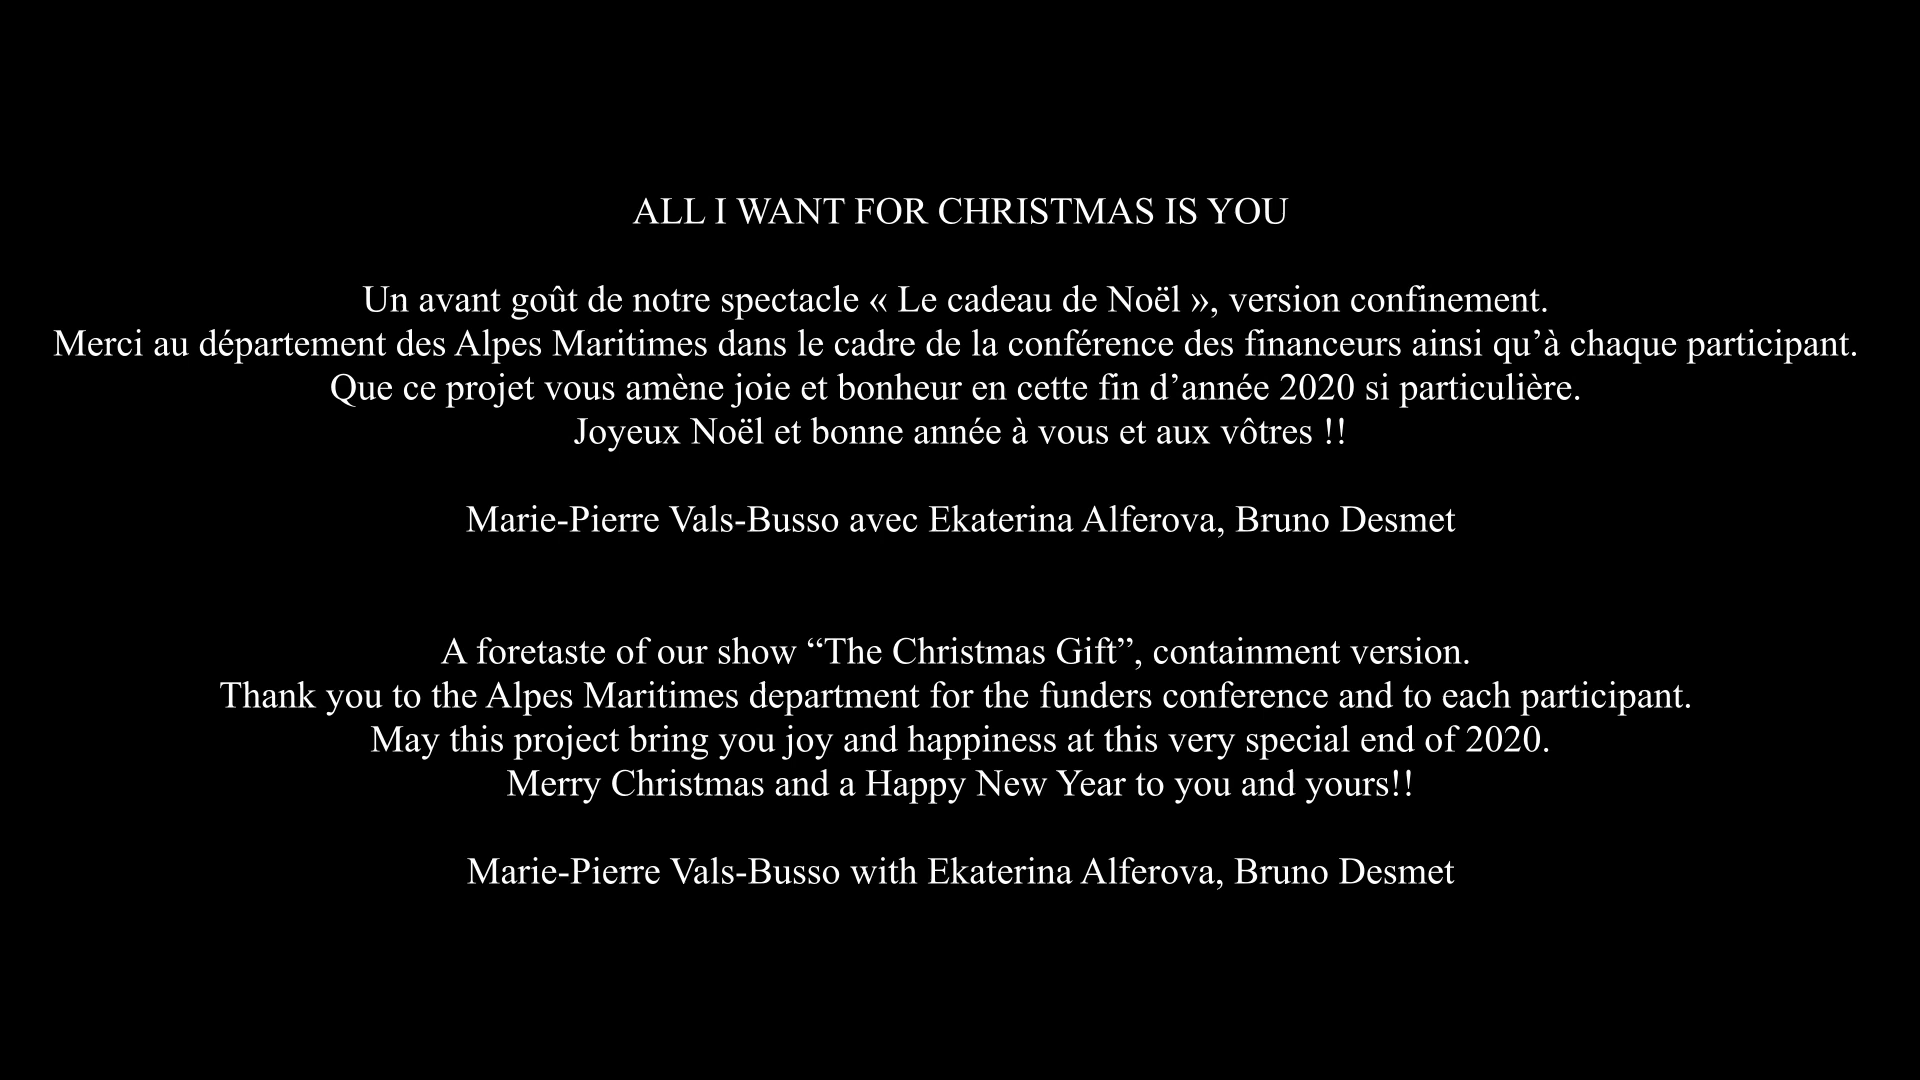 ALL I WANT FOR CHRISTMAS IS YOU
Un avant goût de notre spectacle « Le cadeau de Noël », version confinement.
Merci au département des Alpes Maritimes dans le cadre de la conférence des financeurs ainsi qu’à chaque participant.
Que ce projet vous amène joie et bonheur en cette fin d’année 2020 si particulière.
Joyeux Noël et bonne année à vous et aux vôtres !!
Marie-Pierre Vals-Busso avec Ekaterina Alferova, Bruno Desmet
A foretaste of our show “The Christmas Gift”, containment version.
Thank you to the Alpes Maritimes department for the funders conference and to each participant.
May this project bring you joy and happiness at this very special end of 2020.
Merry Christmas and a Happy New Year to you and yours!!
Marie-Pierre Vals-Busso with Ekaterina Alferova, Bruno Desmet